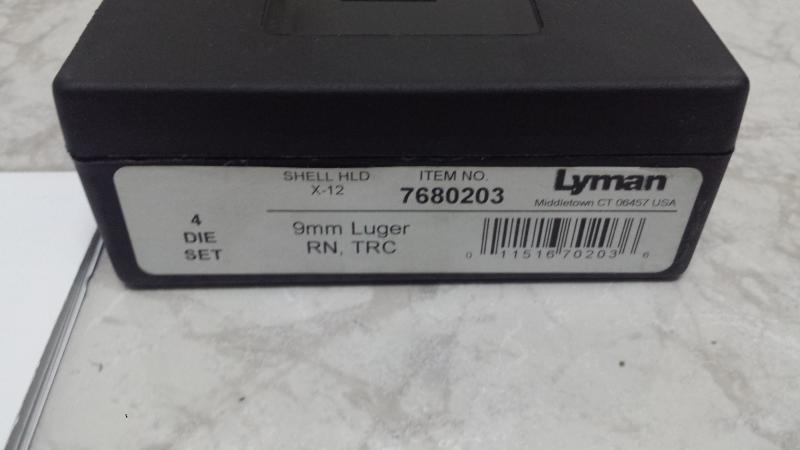 SHELL HLD
X-12
ITEM NO.
7680203
Lyman
Middletown CT 06457 USA
4
DIE
SET
9mm Luger
RN, TRC
0 11516 70203 6